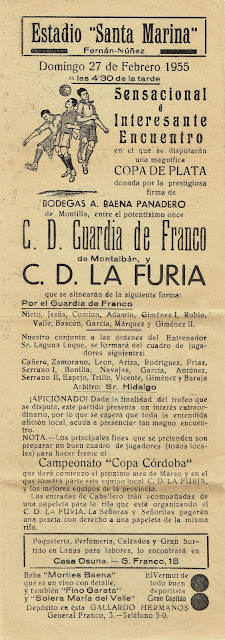 Estadio "Santa Marina"
Fernán-Núñez
Domingo 27 de Febrero 1955
a las 4'30 de la tarde
Sensacional
é
Interesante
Encuentro
en el que se disputarán
una magnífica
COPA DE PLATA
donada por la prestigiosa
firma de
BODEGAS A. BAENA PANADERO
de Montilla, entre el potentísimo once
C. D. Guardia de Franco
de Montalbán, y
C. D. LA FURIA
que se alinearán de la siguiente forma:
Por el Guardia de Franco
Nieto, Jesús, Comino, Adamín, Giménez I, Rubio,
Valle, Bascón, García, Márquez y Giménez II.
Nuestro conjunto a las órdenes del Entrenador
Sr. Laguna Luque, se formará del cuadro de juga-
dores siguientes:
Cañero, Zamorano, Leon, Ariza, Rodríguez, Frías,
Serrano I, Bonilla, Navajas, García, Antúnez,
Serrano II, Espejo, Trillo, Vicente, Giménez y Baraja
Arbitro: Sr. Hidalgo
¡AFICIONADO! Dada la finalidad del trofeo que
se disputa, este partido presenta un interés extraor-
dinario, por lo que se espera que toda la entendida
afición local, acuda a presenciar tan magno encuen-
tro.
NOTA.—Los principales fines que se pretenden son
preparar un buen cuadro de jugadores (todos loca-
les) para hacer frente al
Campeonato "Copa Córdoba"
que dará comienzo el próximo mes de Marzo y en el
que tomará parte este equipo local C. D. LA FURIA,
y los mejores equipos de la provincia.
Las entradas de Caballero irán acompañadas de
una papeleta para la rifa que está organizando el
C. D. LA FURIA. La Señoras y Señoritas pagarán
una peseta con derecho a una papeleta de la misma
rifa.
Paquetería, Perfumería, Calzados y Gran Sur-
tido en Lanas para labores, lo encontrará en
Casa Osuna. - G. Franco, 18
Beba "Moriles Baena"
que es un vino con detalle,
y también "Fino Garata"
y "Solera María del Valle"
El Vermut de
todo buen
deportista
Gran Capitán
Depósito en ésta GALLARDO HERMANOS
General Franco, 3.-Teléfono 5-0.